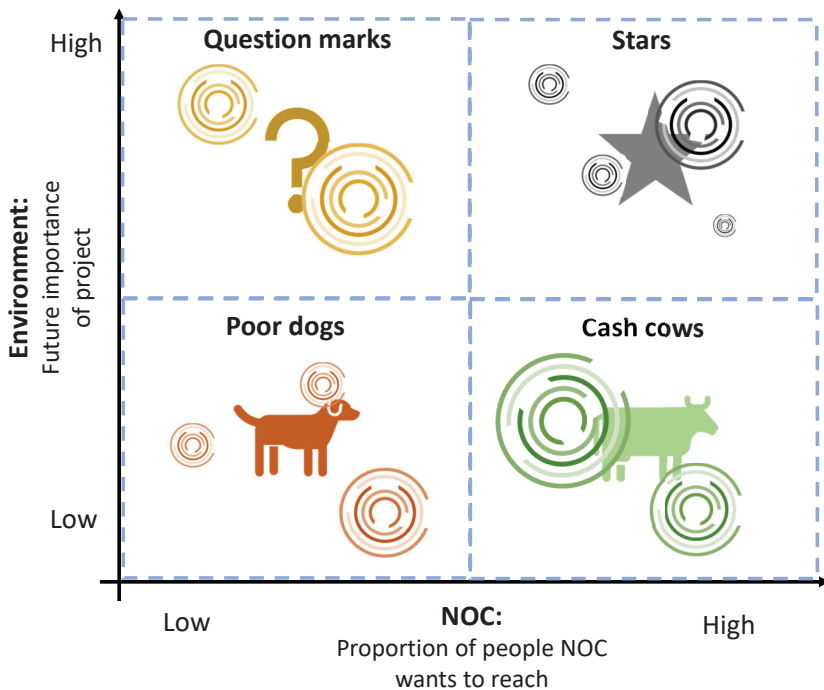 High
Question marks
Stars
?
Environment:
Future importance
of project
Poor dogs
Cash cows
Low
Low
NOC:
High
Proportion of people NOC
wants to reach